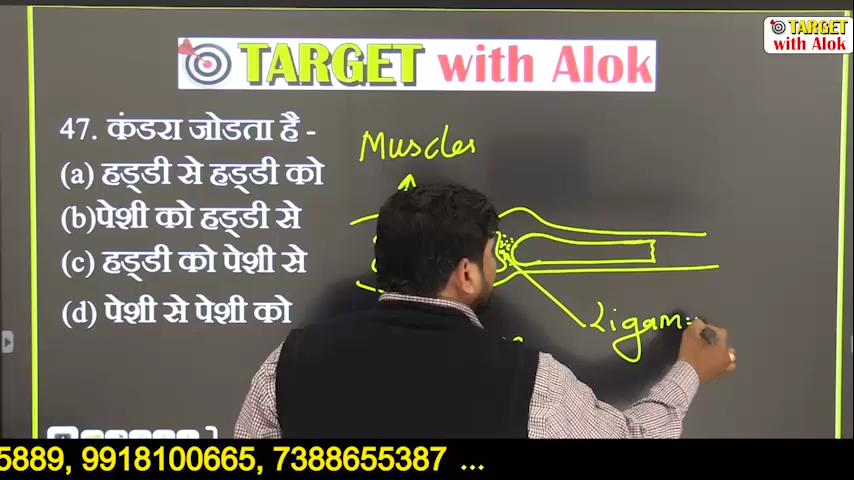 TARGET
with Alok
TARGET with Alok
47. कंडरा जोडता है -
(a) हड्डी से हड्डी को
(b)पेशी को हड्डी से
(c) हड्डी को पेशी से
(d) पेशी से पेशी को
Muscles
Ligam
5889, 9918100665, 7388655387 ...